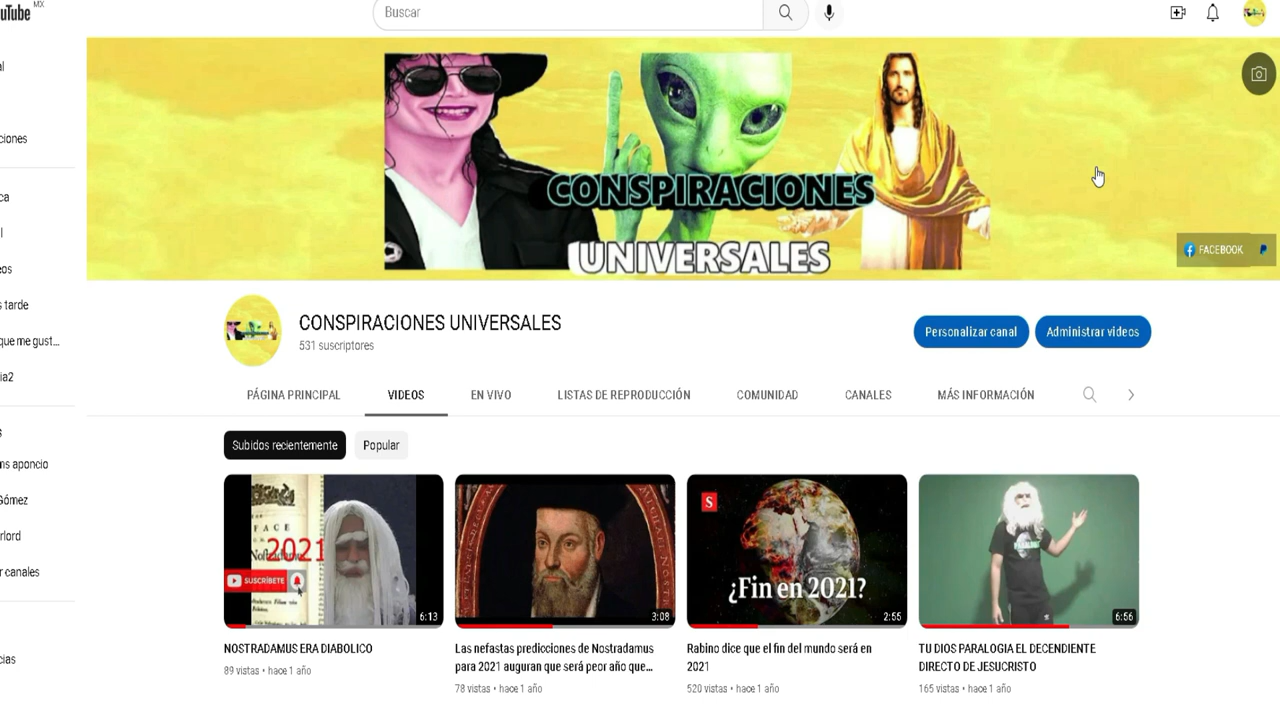 uTube MX
Buscar
al
ciones
ca
l
eos
s tarde
que me gust...
ia2
s
ms aponcio
Gómez
rlord
r canales
cias
CONSPIRACIONES
UNIVERSALES
FACEBOOK
CONSPIRACIONES UNIVERSALES
531 suscriptores
Personalizar canal
Administrar videos
PÁGINA PRINCIPAL VIDEOS EN VIVO LISTAS DE REPRODUCCIÓN COMUNIDAD CANALES MÁS INFORMACIÓN
Subidos recientemente Popular
FACE
2021
SUSCRÍBETE
6:13
3:08
S
¿Fin en 2021?
2:55
6:56
NOSTRADAMUS ERA DIABOLICO
89 vistas • hace 1 año
Las nefastas predicciones de Nostradamus
para 2021 auguran que será peor año que...
78 vistas • hace 1 año
Rabino dice que el fin del mundo será en
2021
520 vistas • hace 1 año
TU DIOS PARALOGIA EL DECENDIENTE
DIRECTO DE JESUCRISTO
165 vistas • hace 1 año